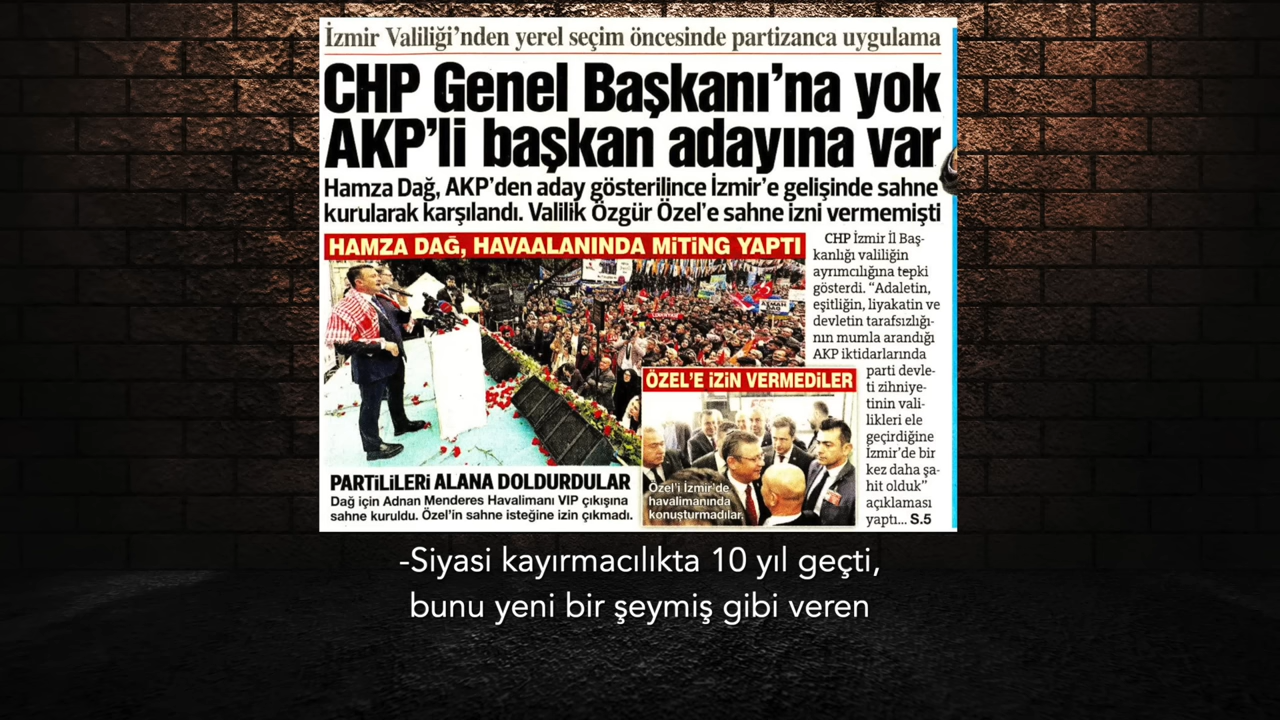 İzmir Valiliği'nden yerel seçim öncesinde partizanca uygulama
CHP Genel Başkanı'na yok
AKP'li başkan adayına var
Hamza Dağ, AKP'den aday gösterilince İzmir'e gelişinde sahne
kurularak karşılandı. Valilik Özgür Özel'e sahne izni vermemişti
HAMZA DAĞ, HAVAALANINDA MİTİNG YAPTI
PARTİLİLERİ ALANA DOLDURDULAR
Dağ için Adnan Menderes Havalimanı VIP çıkışına
sahne kuruldu. Özel'in sahne isteğine izin çıkmadı.
ÖZEL'E İZİN VERMEDİLER
Özel'i İzmir'de
havalimanında
konuşturmadılar.
CHP İzmir İl Baş-
kanlığı valiliğin
ayrımcılığına tepki
gösterdi. “Adaletin,
eşitliğin, liyakatin ve
devletin tarafsızlığı-
nın mumla arandığı
AKP iktidarlarında
parti devle-
ti zihniye-
tinin vali-
likleri ele
geçirdiğine
İzmir'de bir
kez daha şa-
hit olduk”
açıklaması
yaptı... S.5
-Siyasi kayırmacılıkta 10 yıl geçti,
bunu yeni bir şeymiş gibi veren